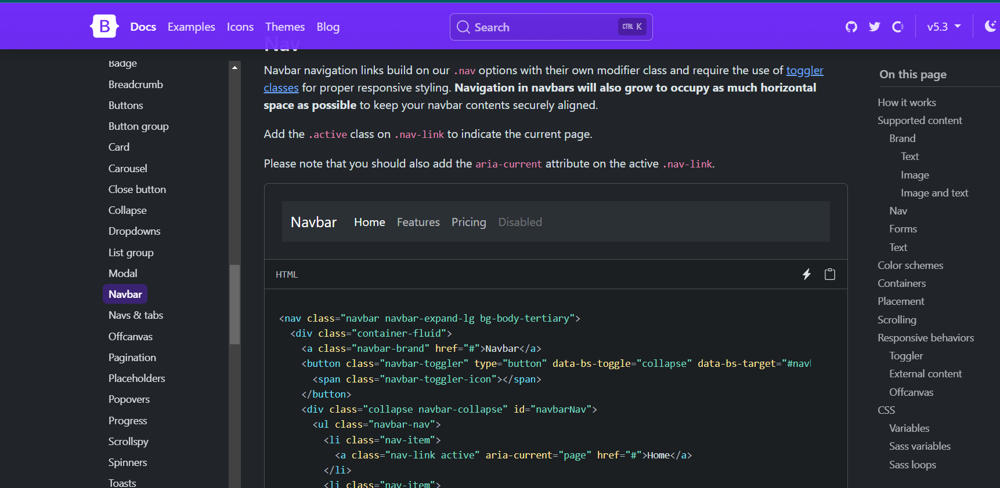 B Docs Examples Icons Themes Blog
Search CTRL K
v5.3
Badge
Breadcrumb
Buttons
Button group
Card
Carousel
Close button
Collapse
Dropdowns
List group
Modal
Navbar
Navs & tabs
Offcanvas
Pagination
Placeholders
Popovers
Progress
Scrollspy
Spinners
Toasts
Nav
Navbar navigation links build on our .nav options with their own modifier class and require the use of toggler
classes for proper responsive styling. Navigation in navbars will also grow to occupy as much horizontal
space as possible to keep your navbar contents securely aligned.
Add the .active class on .nav-link to indicate the current page.
Please note that you should also add the aria-current attribute on the active .nav-link.
Navbar Home Features Pricing Disabled
HTML
<nav class="navbar navbar-expand-lg bg-body-tertiary">
<div class="container-fluid">
<a class="navbar-brand" href="#">Navbar</a>
<button class="navbar-toggler" type="button" data-bs-toggle="collapse" data-bs-target="#navl
<span class="navbar-toggler-icon"></span>
</button>
<div class="collapse navbar-collapse" id="navbarNav">
<ul class="navbar-nav">
<li class="nav-item">
<a class="nav-link active" aria-current="page" href="#">Home</a>
</li>
<li class="nav-item">
On this page
How it works
Supported content
Brand
Text
Image
Image and text
Nav
Forms
Text
Color schemes
Containers
Placement
Scrolling
Responsive behaviors
Toggler
External content
Offcanvas
CSS
Variables
Sass variables
Sass loops